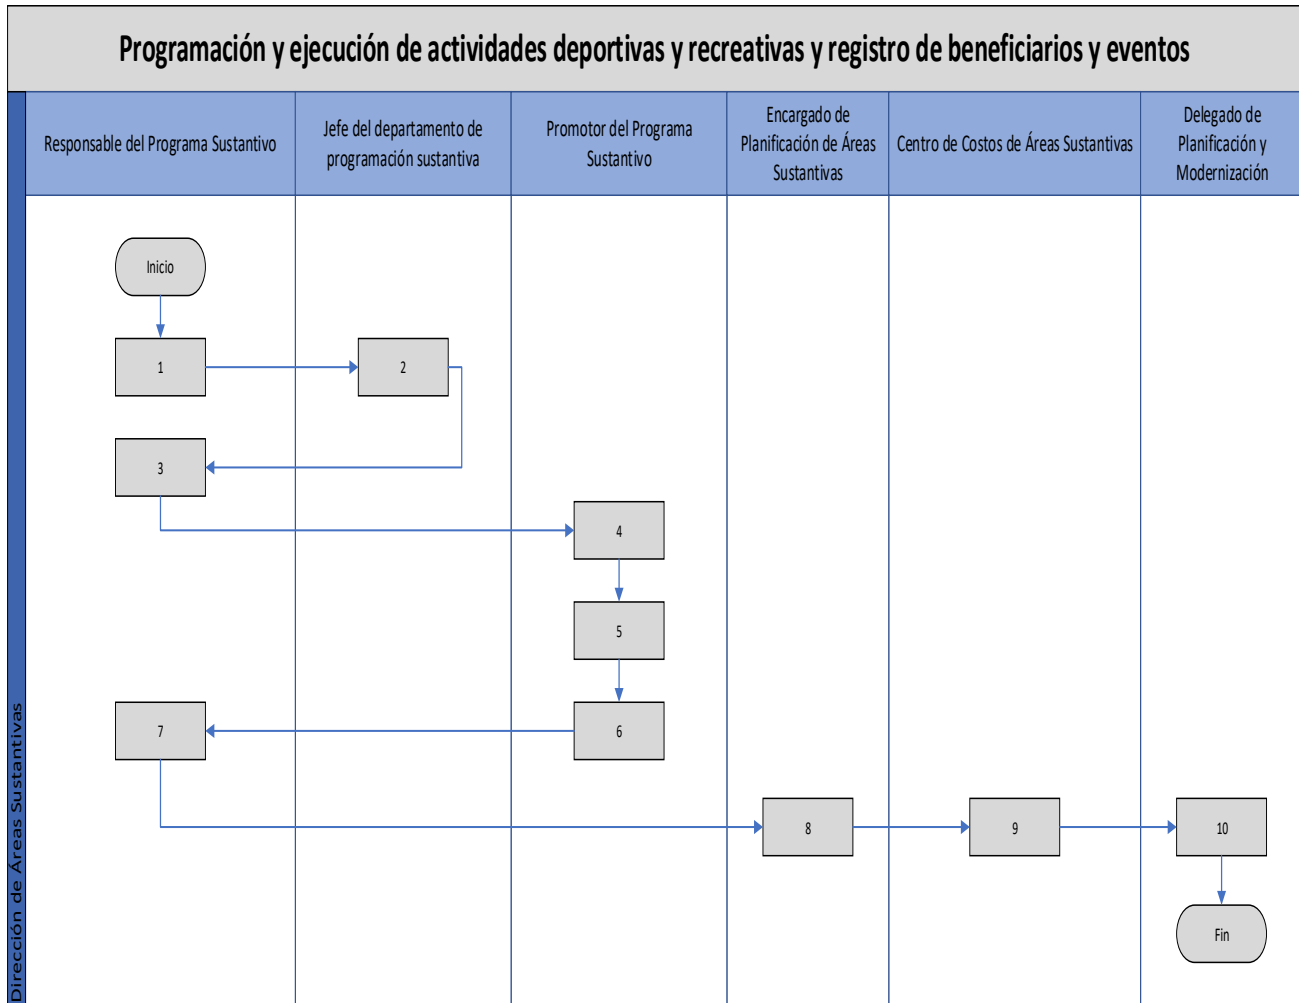 Programación y ejecución de actividades deportivas y recreativas y registro de beneficiarios y eventos
Responsable del Programa Sustantivo
Jefe del departamento de
programación sustantiva
Promotor del Programa
Sustantivo
Encargado de
Planificación de Áreas
Sustantivas
Centro de Costos de Áreas Sustantivas
Delegado de
Planificación y
Modernización
Dirección de Áreas Sustantivas
Inicio
1
2
3
4
5
6
7
8
9
10
Fin